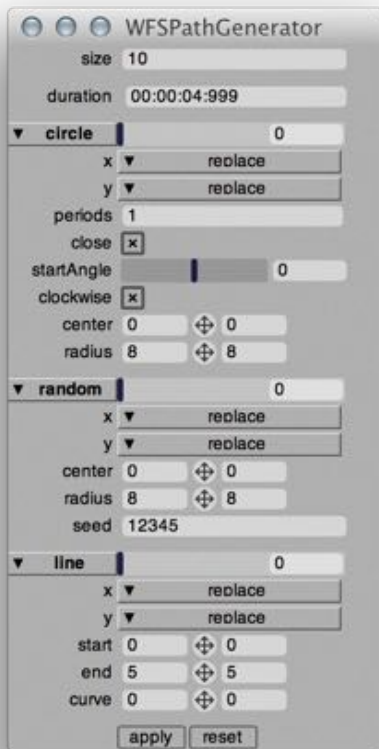 WFSPathGenerator
size 10
duration 00:00:04:999
circle 0
x replace
y replace
periods 1
close x
startAngle 0
clockwise x
center 0 0
radius 8 8
random 0
x replace
y replace
center 0 0
radius 8 8
seed 12345
line 0
x replace
y replace
start 0 0
end 5 5
curve 0 0
apply reset